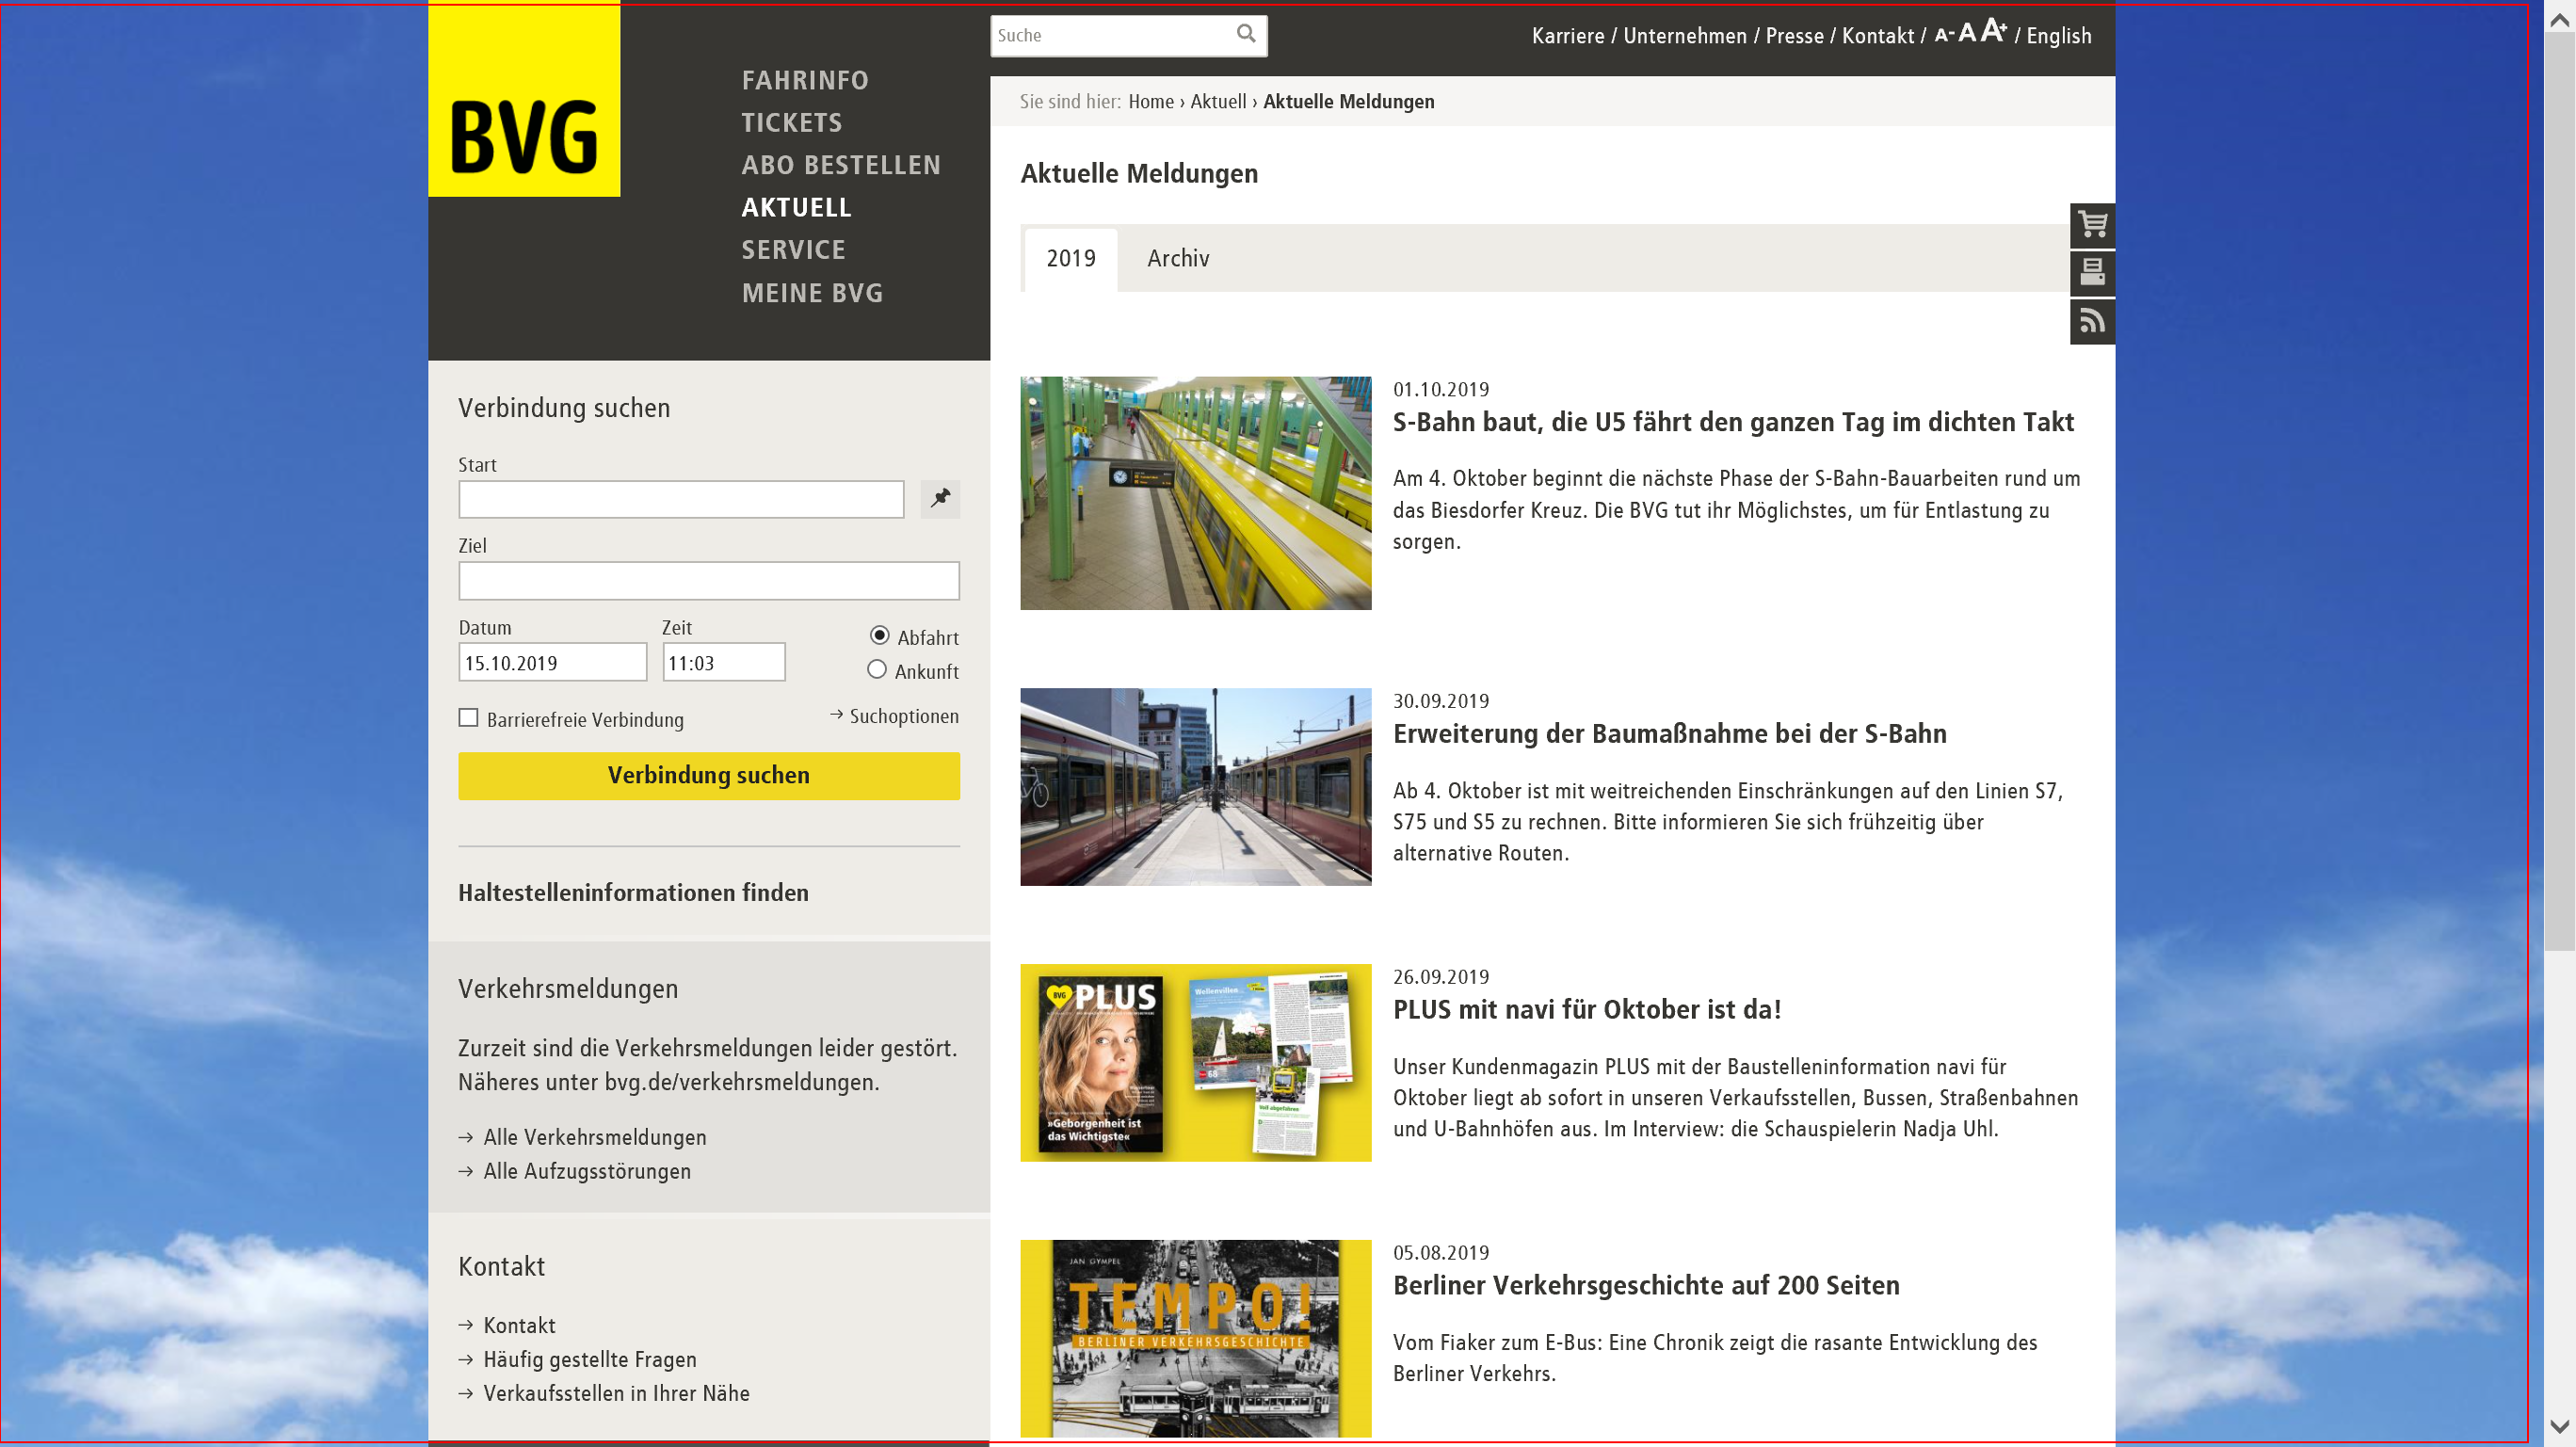 BVG
FAHRINFO
TICKETS
ABO BESTELLEN
AKTUELL
SERVICE
MEINE BVG
Suche
Karriere / Unternehmen / Presse / Kontakt / A- A A+ / English
Sie sind hier: Home › Aktuell › Aktuelle Meldungen
Verbindung suchen
Start
Ziel
Datum
Zeit
15.10.2019
11:03
Abfahrt
Ankunft
Barrierefreie Verbindung
Suchoptionen
Verbindung suchen
Haltestelleninformationen finden
Verkehrsmeldungen
Zurzeit sind die Verkehrsmeldungen leider gestört.
Näheres unter bvg.de/verkehrsmeldungen.
Alle Verkehrsmeldungen
Alle Aufzugsstörungen
Kontakt
Kontakt
Häufig gestellte Fragen
Verkaufsstellen in Ihrer Nähe
Aktuelle Meldungen
2019
Archiv
01.10.2019
S-Bahn baut, die U5 fährt den ganzen Tag im dichten Takt
Am 4. Oktober beginnt die nächste Phase der S-Bahn-Bauarbeiten rund um
das Biesdorfer Kreuz. Die BVG tut ihr Möglichstes, um für Entlastung zu
sorgen.
30.09.2019
Erweiterung der Baumaßnahme bei der S-Bahn
Ab 4. Oktober ist mit weitreichenden Einschränkungen auf den Linien S7,
S75 und S5 zu rechnen. Bitte informieren Sie sich frühzeitig über
alternative Routen.
BVG PLUS
»Geborgenheit ist
das Wichtigste«
Wellenvillen
Voll abgefahren
26.09.2019
PLUS mit navi für Oktober ist da!
Unser Kundenmagazin PLUS mit der Baustelleninformation navi für
Oktober liegt ab sofort in unseren Verkaufsstellen, Bussen, Straßenbahnen
und U-Bahnhöfen aus. Im Interview: die Schauspielerin Nadja Uhl.
JAN GYMPEL
TEMPO!
BERLINER VERKEHRSGESCHICHTE
05.08.2019
Berliner Verkehrsgeschichte auf 200 Seiten
Vom Fiaker zum E-Bus: Eine Chronik zeigt die rasante Entwicklung des
Berliner Verkehrs.